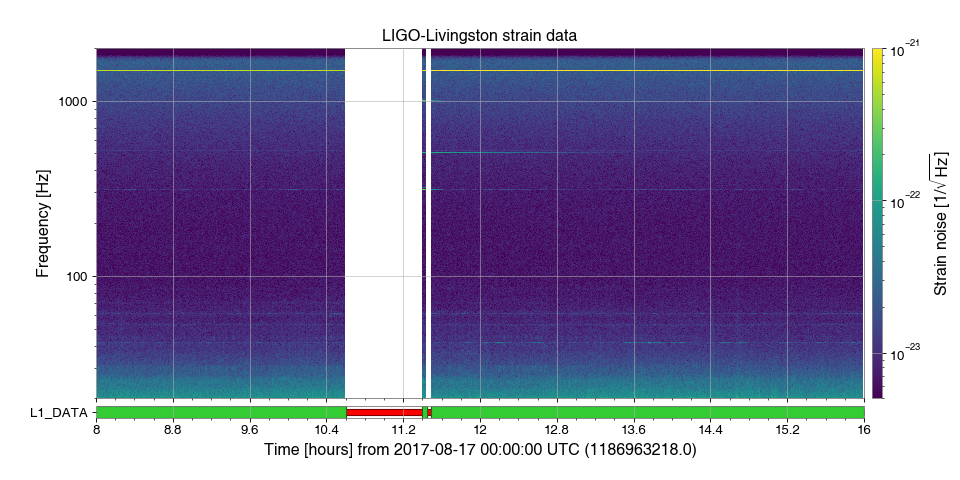 LIGO-Livingston strain data
1000
100
Frequency [Hz]
10⁻²¹
10⁻²²
10⁻²³
Strain noise [1/√Hz]
L1_DATA
8 8.8 9.6 10.4 11.2 12 12.8 13.6 14.4 15.2 16
Time [hours] from 2017-08-17 00:00:00 UTC (1186963218.0)